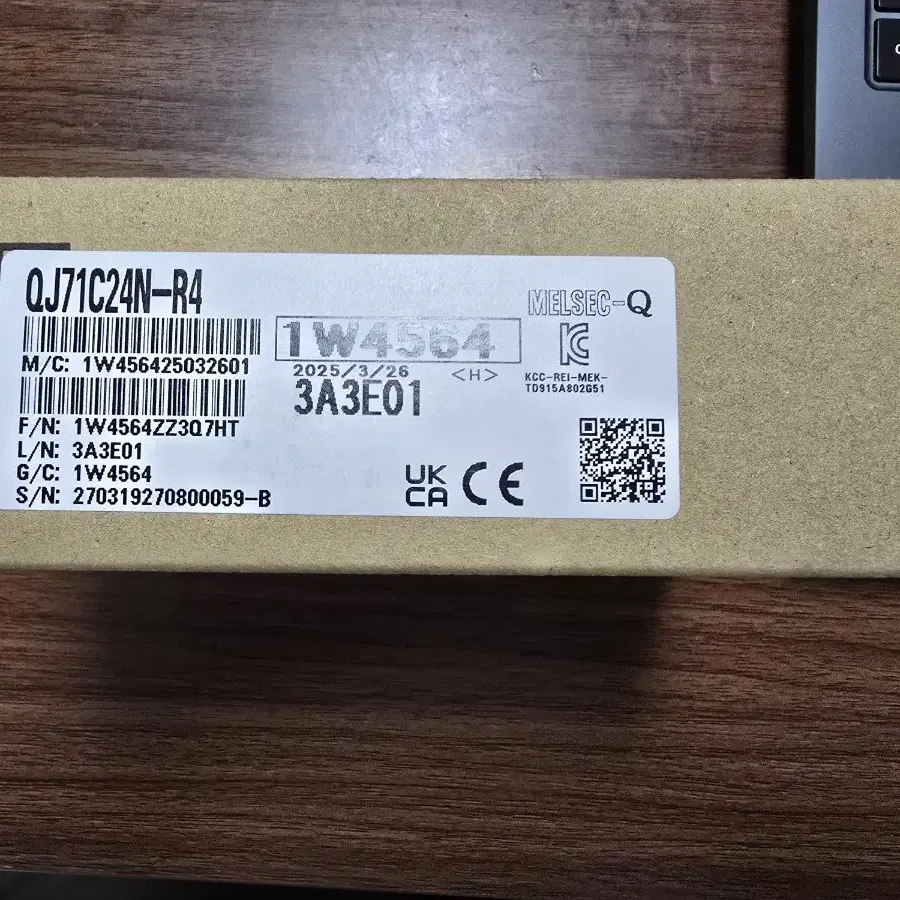 QJ71C24N-R4
MELSEC-Q
M/C: 1W456425032601
1W4564
2025/3/26 <H>
3A3E01
KCC-REI-MEK-
TD915A802G51
F/N: 1W4564ZZ3Q7HT
L/N: 3A3E01
G/C: 1W4564
S/N: 270319270800059-B
UK
CA
CE